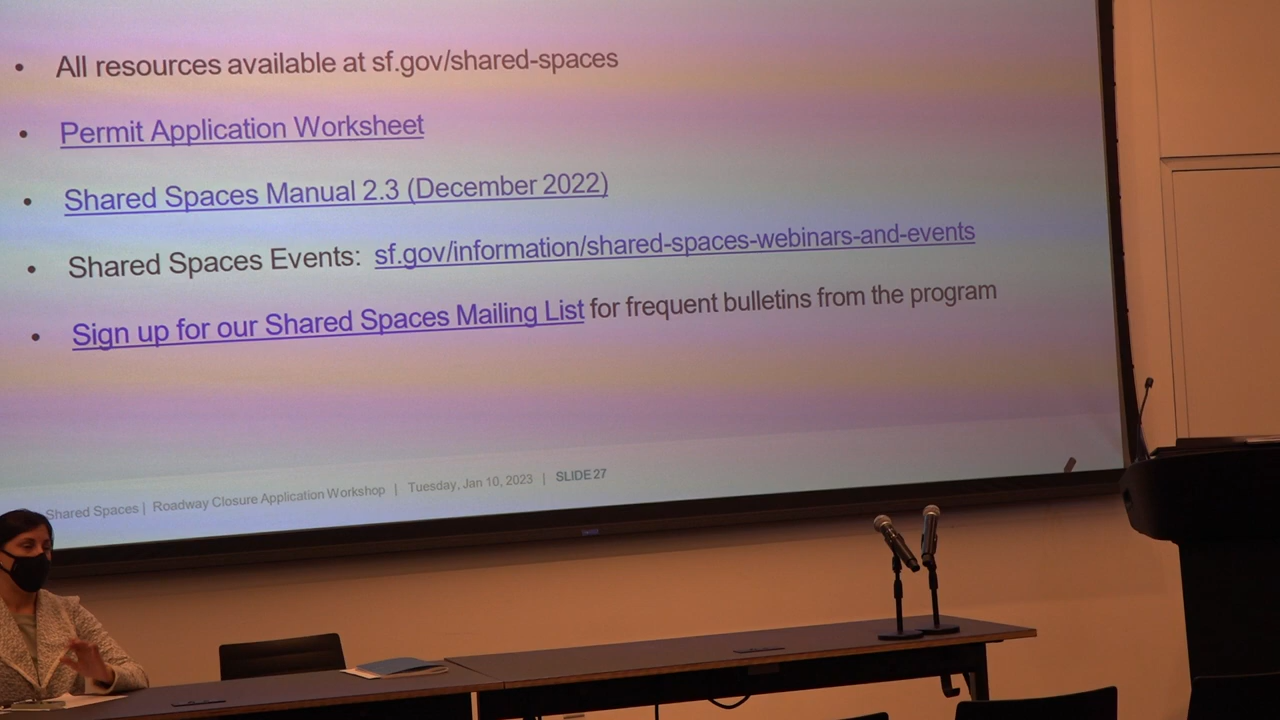 • All resources available at sf.gov/shared-spaces
• Permit Application Worksheet
• Shared Spaces Manual 2.3 (December 2022)
• Shared Spaces Events: sf.gov/information/shared-spaces-webinars-and-events
• Sign up for our Shared Spaces Mailing List for frequent bulletins from the program
Shared Spaces | Roadway Closure Application Workshop | Tuesday, Jan 10, 2023 | SLIDE 27